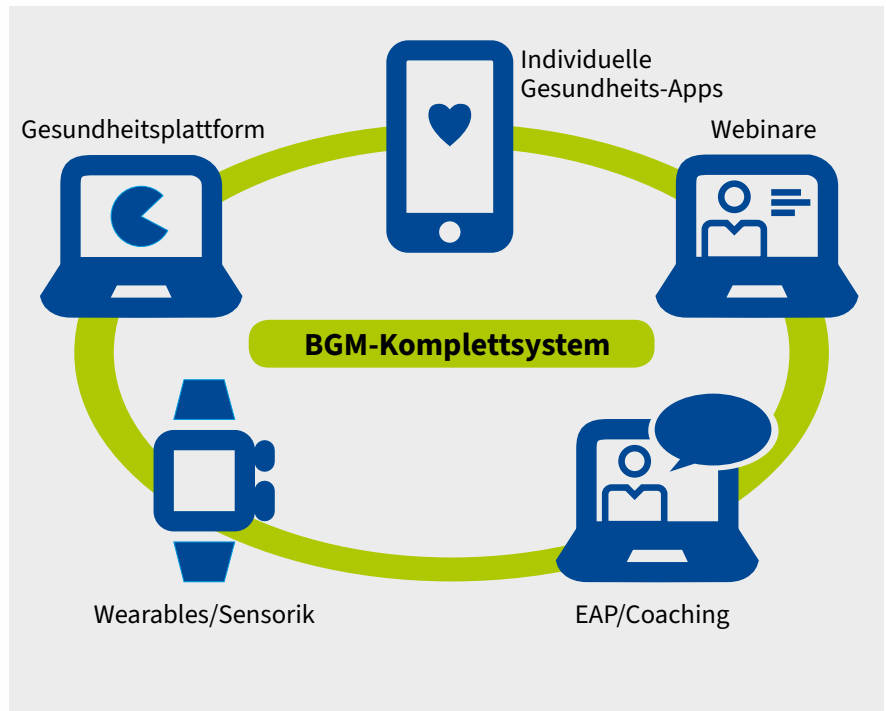 Individuelle
Gesundheits-Apps
Gesundheitsplattform
Webinare
BGM-Komplettsystem
Wearables/Sensorik
EAP/Coaching